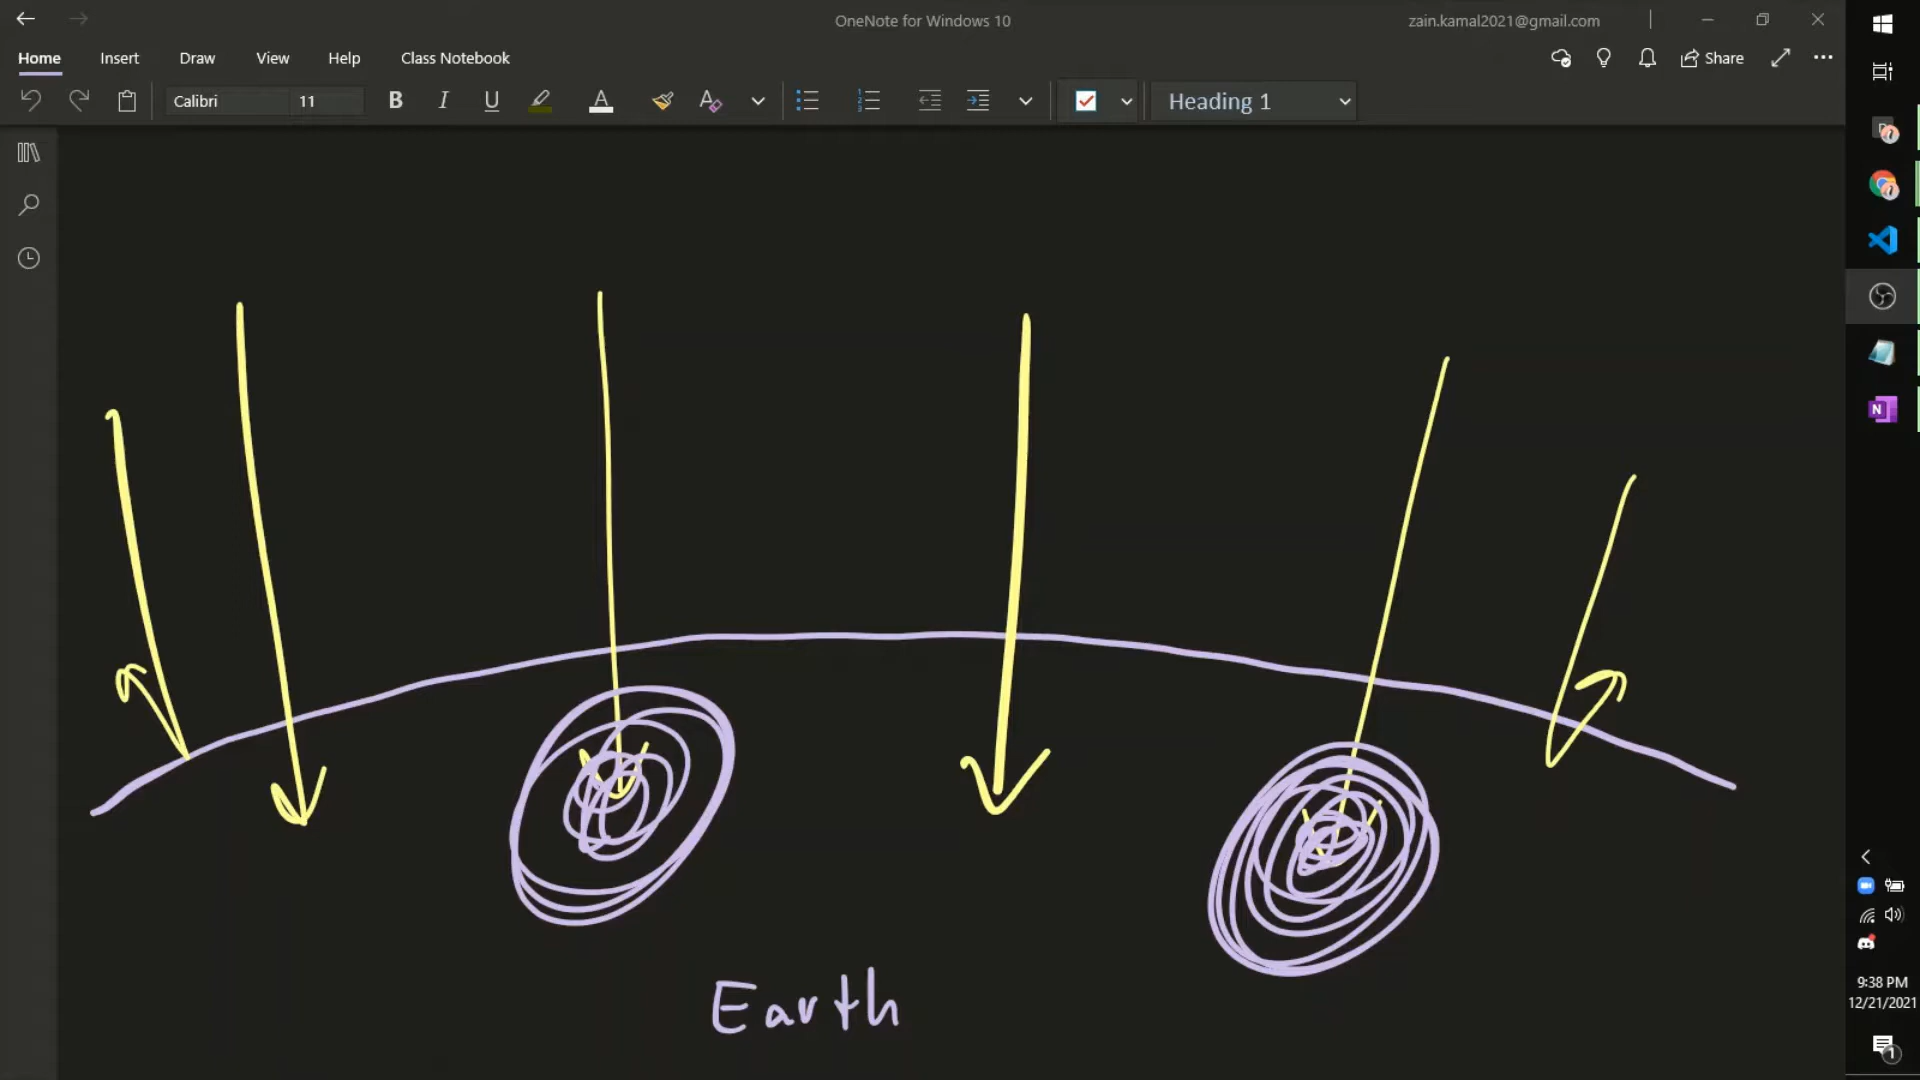 OneNote for Windows 10
zain.kamal2021@gmail.com
Home Insert Draw View Help Class Notebook
Share
Calibri 11 B I U A A Heading 1
N
Earth
9:38 PM
12/21/2021
1